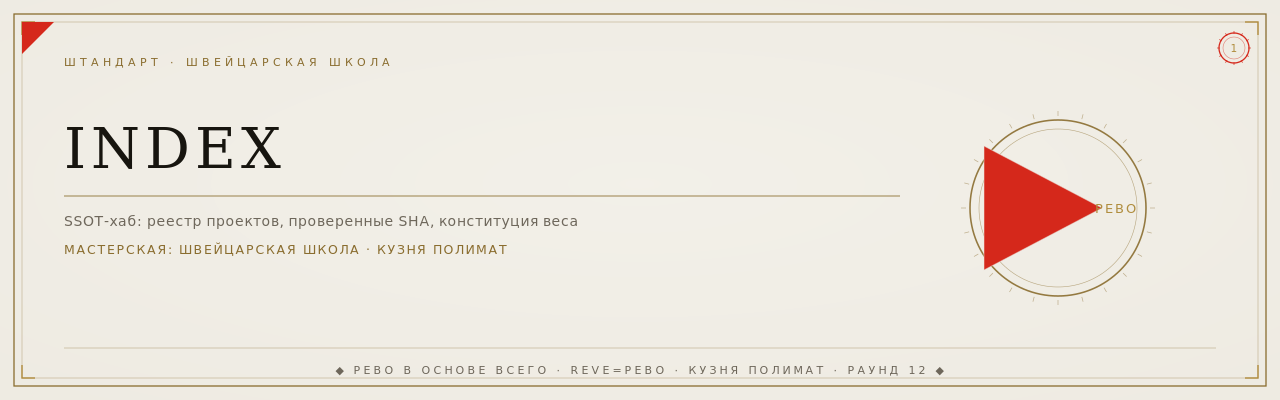 ШТАНДАРТ · ШВЕЙЦАРСКАЯ ШКОЛА
1
INDEX
РЕВО
SSOT-хаб: реестр проектов, проверенные SHA, конституция веса
МАСТЕРСКАЯ: ШВЕЙЦАРСКАЯ ШКОЛА · КУЗНЯ ПОЛИМАТ
◆ РЕВО В ОСНОВЕ ВСЕГО · REVE=РЕВО · КУЗНЯ ПОЛИМАТ · РАУНД 12 ◆